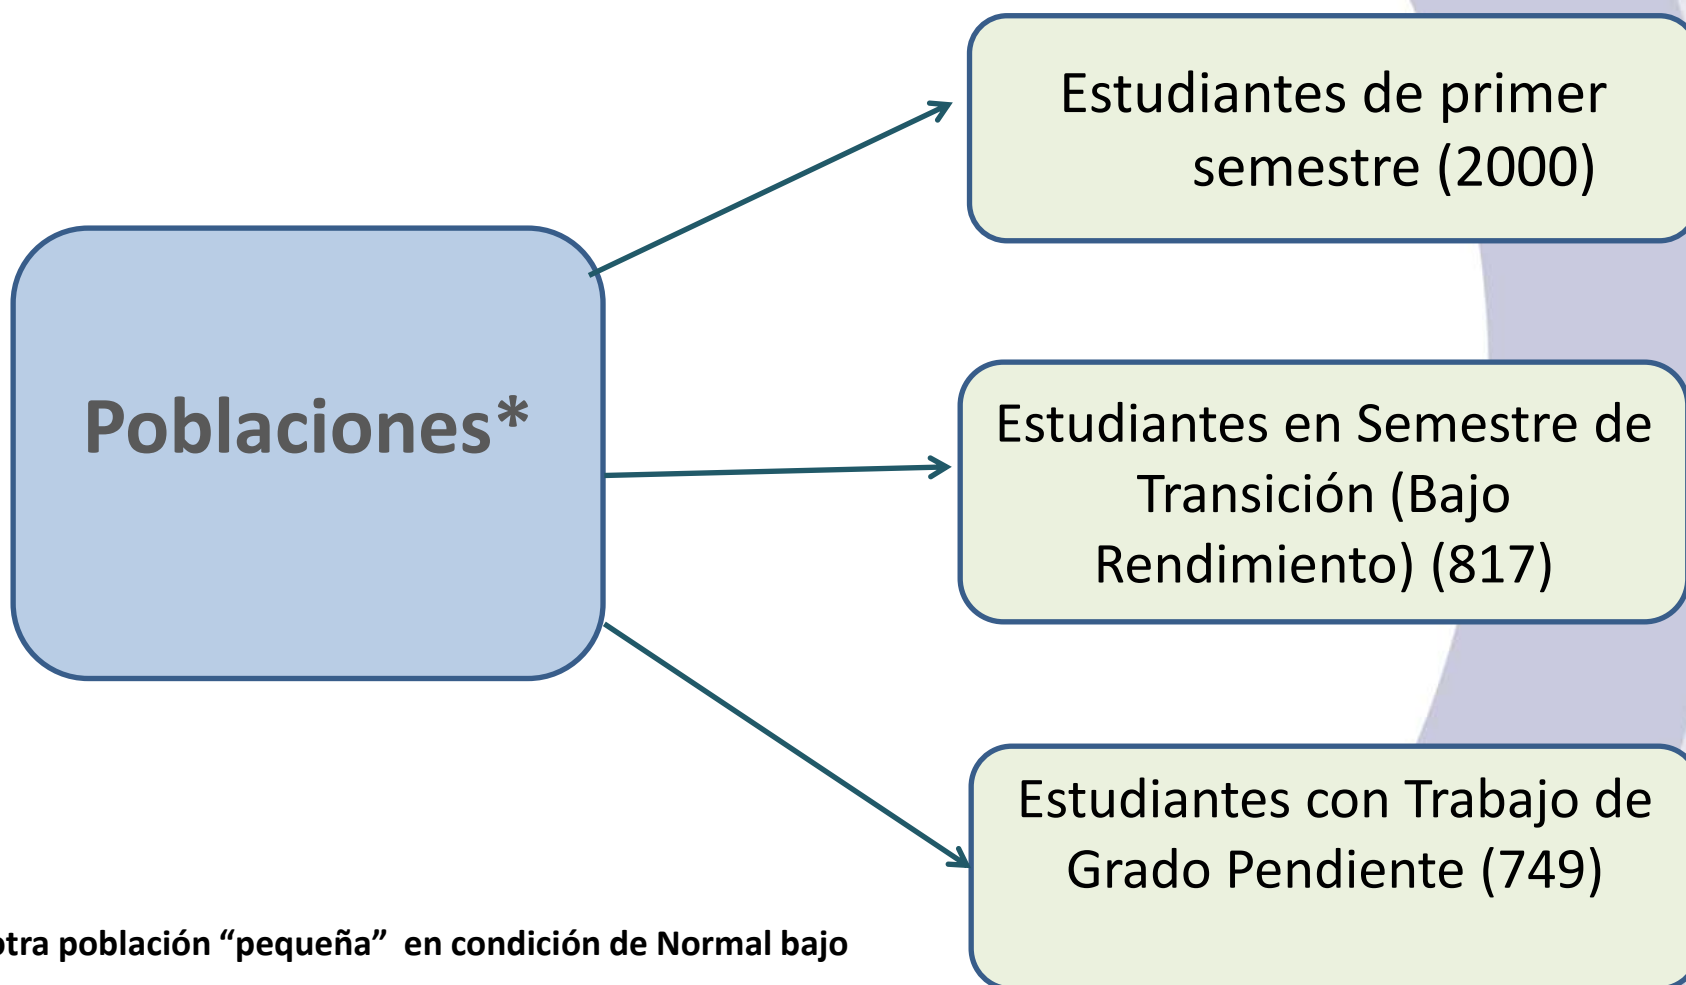 Estudiantes de primer
semestre (2000)
Poblaciones*
Estudiantes en Semestre de
Transición (Bajo
Rendimiento) (817)
Estudiantes con Trabajo de
Grado Pendiente (749)
otra población “pequeña” en condición de Normal bajo